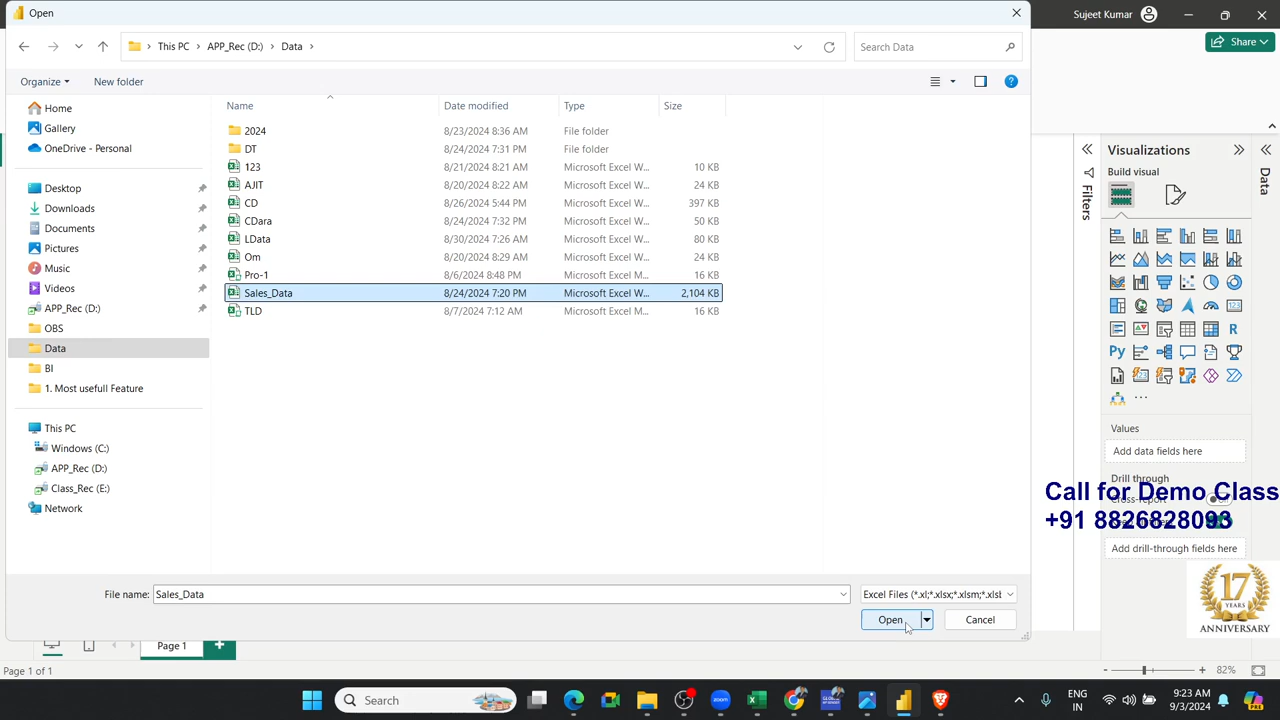 Open
Sujeet Kumar
This PC > APP_Rec (D:) > Data >
Search Data
Share
Organize
New folder
Name
Date modified
Type
Size
Home
Gallery
OneDrive - Personal
Desktop
Downloads
Documents
Pictures
Music
Videos
APP_Rec (D:)
OBS
Data
BI
1. Most usefull Feature
This PC
Windows (C:)
APP_Rec (D:)
Class_Rec (E:)
Network
2024 8/23/2024 8:36 AM File folder
DT 8/24/2024 7:31 PM File folder
123 8/21/2024 8:21 AM Microsoft Excel W... 10 KB
AJIT 8/20/2024 8:22 AM Microsoft Excel W... 24 KB
CD 8/26/2024 5:44 PM Microsoft Excel W... 397 KB
CDara 8/24/2024 7:32 PM Microsoft Excel W... 50 KB
LData 8/30/2024 7:26 AM Microsoft Excel W... 80 KB
Om 8/20/2024 8:29 AM Microsoft Excel W... 24 KB
Pro-1 8/6/2024 8:48 PM Microsoft Excel M... 16 KB
Sales_Data 8/24/2024 7:20 PM Microsoft Excel W... 2,104 KB
TLD 8/7/2024 7:12 AM Microsoft Excel M... 16 KB
File name: Sales_Data
Excel Files (*.xl;*.xlsx;*.xlsm;*.xlsb
Open
Cancel
Filters
Visualizations
Data
Build visual
R
Py
123
Values
Add data fields here
Drill through
Cross-report
Call for Demo Class
+91 8826828093
Add drill-through fields here
17
YEARS
ANNIVERSARY
Page 1
Page 1 of 1
82%
Search
zoom
ENG
IN
9:23 AM
9/3/2024
PRE